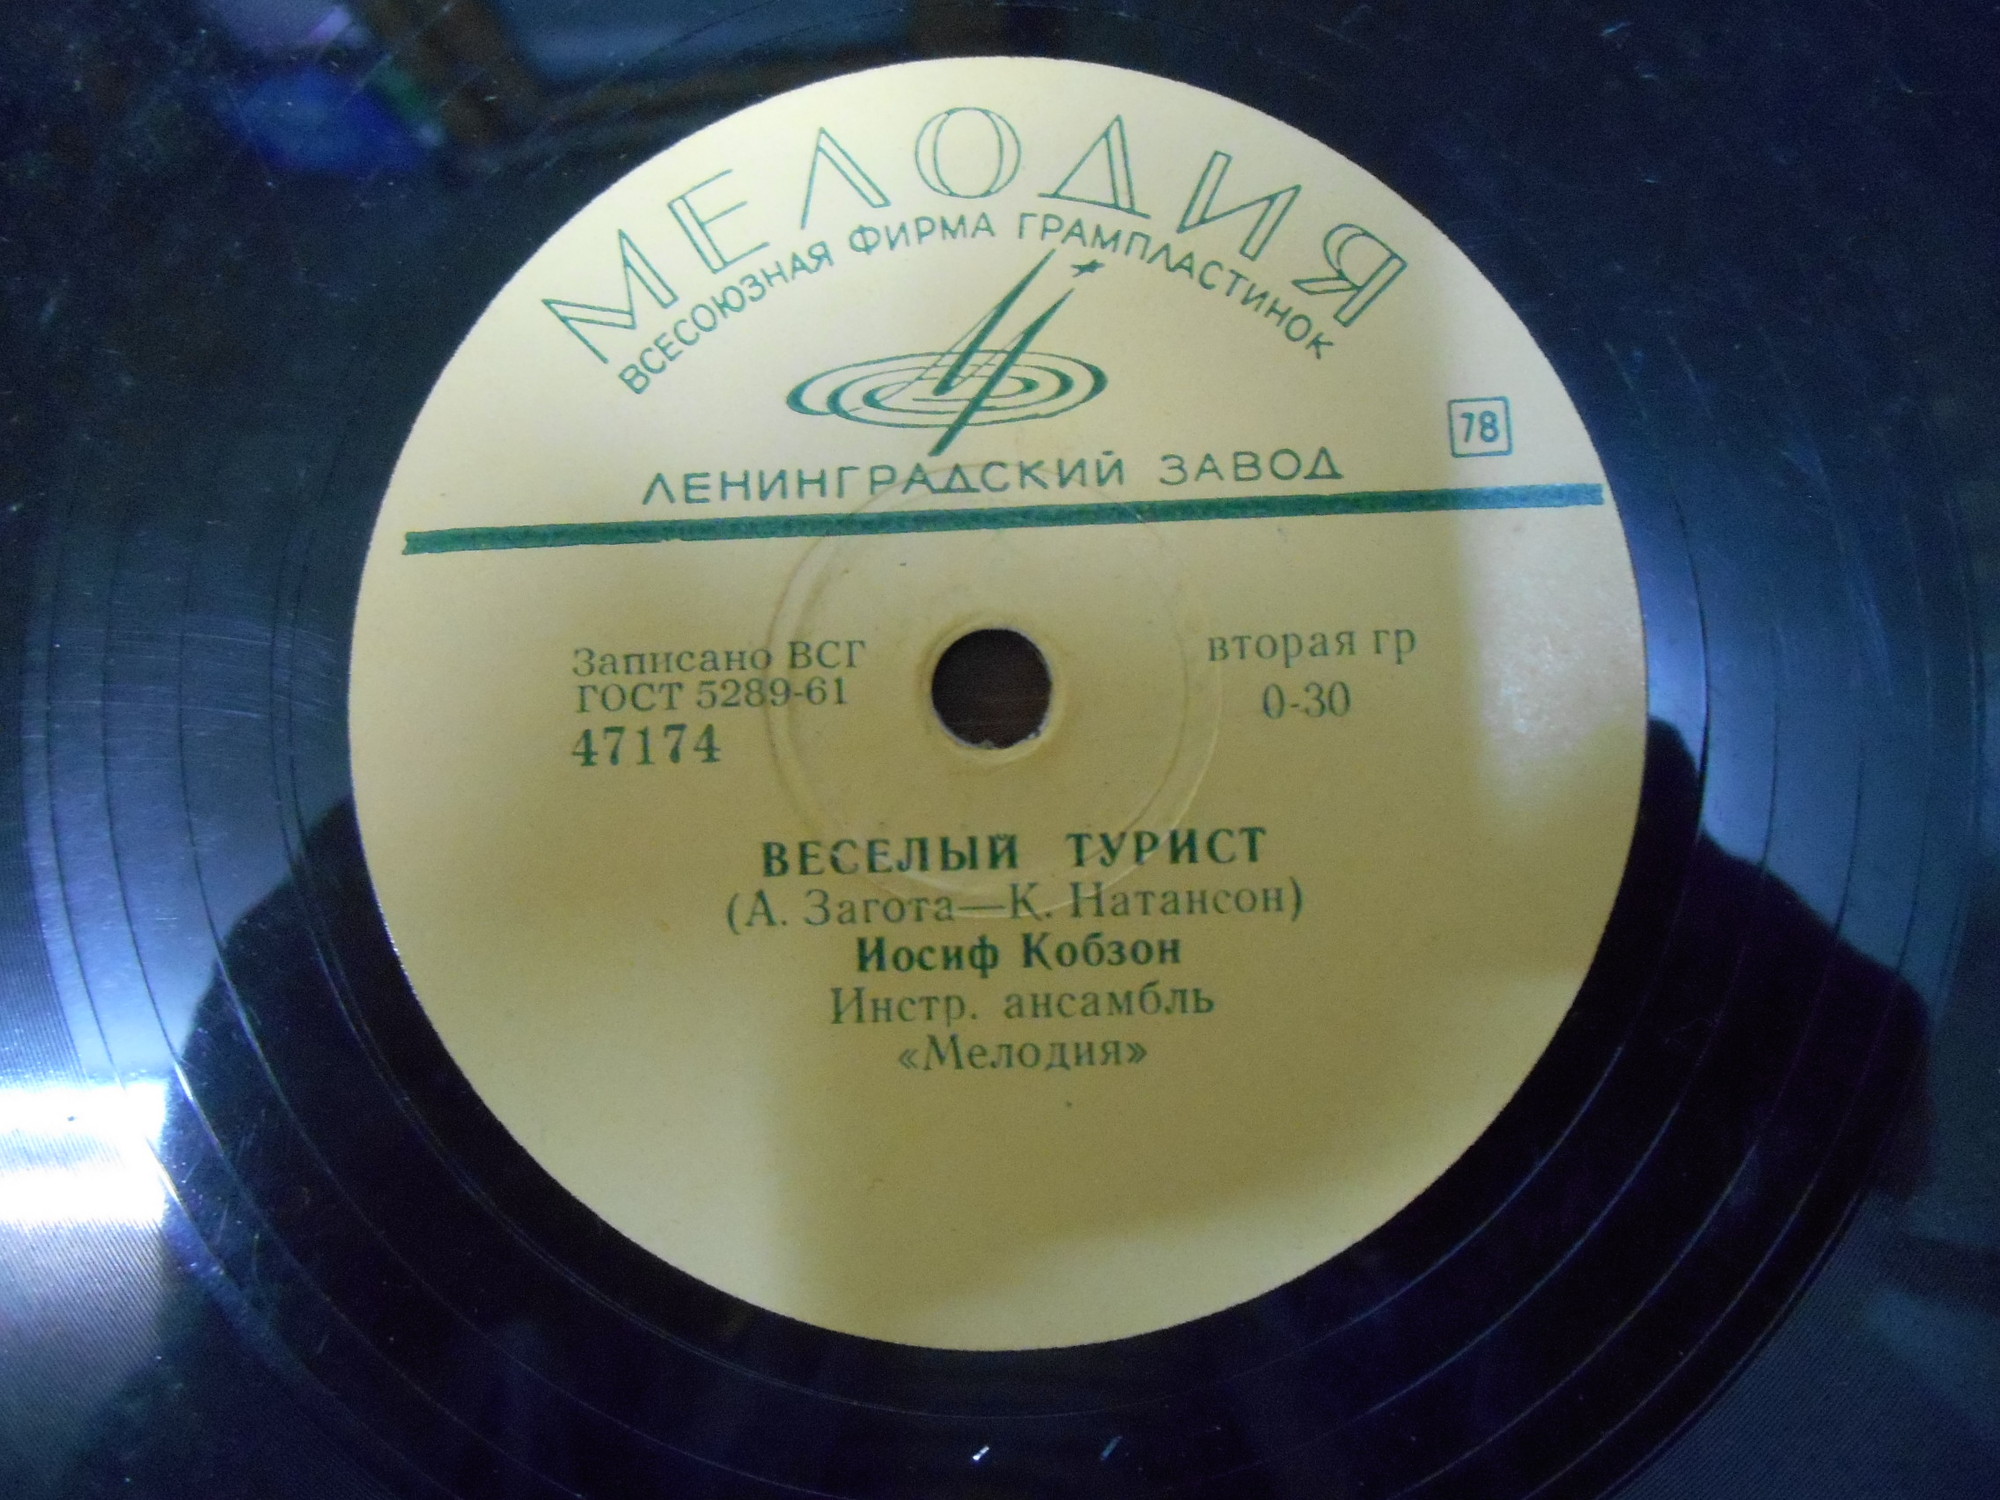 МЕЛОДИЯ
ВСЕСОЮЗНАЯ ФИРМА ГРАМПЛАСТИНОК
78
ЛЕНИНГРАДСКИЙ ЗАВОД
Записано ВСГ
ГОСТ 5289-61
47174
вторая гр
0-30
ВЕСЕЛЫЙ ТУРИСТ
(А. Загота—К. Натансон)
Иосиф Кобзон
Инстр. ансамбль
«Мелодия»